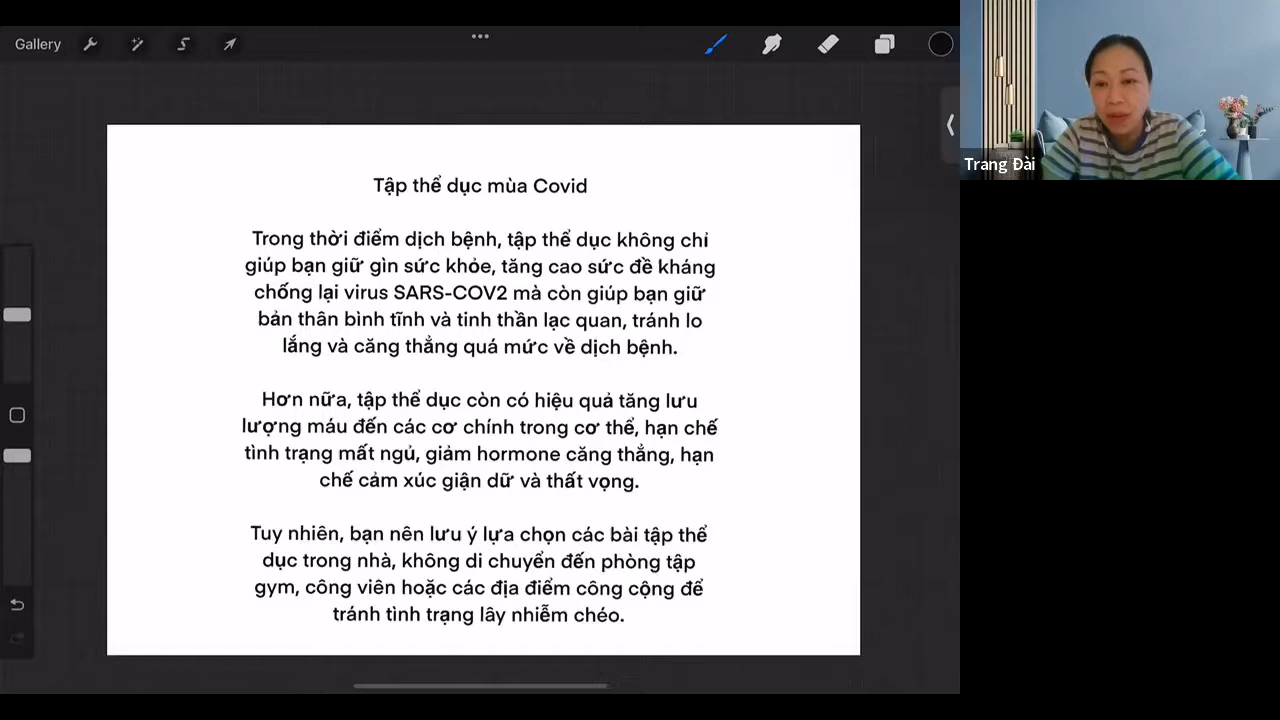 Gallery
Trang Đài
Tập thể dục mùa Covid
Trong thời điểm dịch bệnh, tập thể dục không chỉ
giúp bạn giữ gìn sức khỏe, tăng cao sức đề kháng
chống lại virus SARS-COV2 mà còn giúp bạn giữ
bản thân bình tĩnh và tinh thần lạc quan, tránh lo
lắng và căng thẳng quá mức về dịch bệnh.
Hơn nữa, tập thể dục còn có hiệu quả tăng lưu
lượng máu đến các cơ chính trong cơ thể, hạn chế
tình trạng mất ngủ, giảm hormone căng thẳng, hạn
chế cảm xúc giận dữ và thất vọng.
Tuy nhiên, bạn nên lưu ý lựa chọn các bài tập thể
dục trong nhà, không di chuyển đến phòng tập
gym, công viên hoặc các địa điểm công cộng để
tránh tình trạng lây nhiễm chéo.